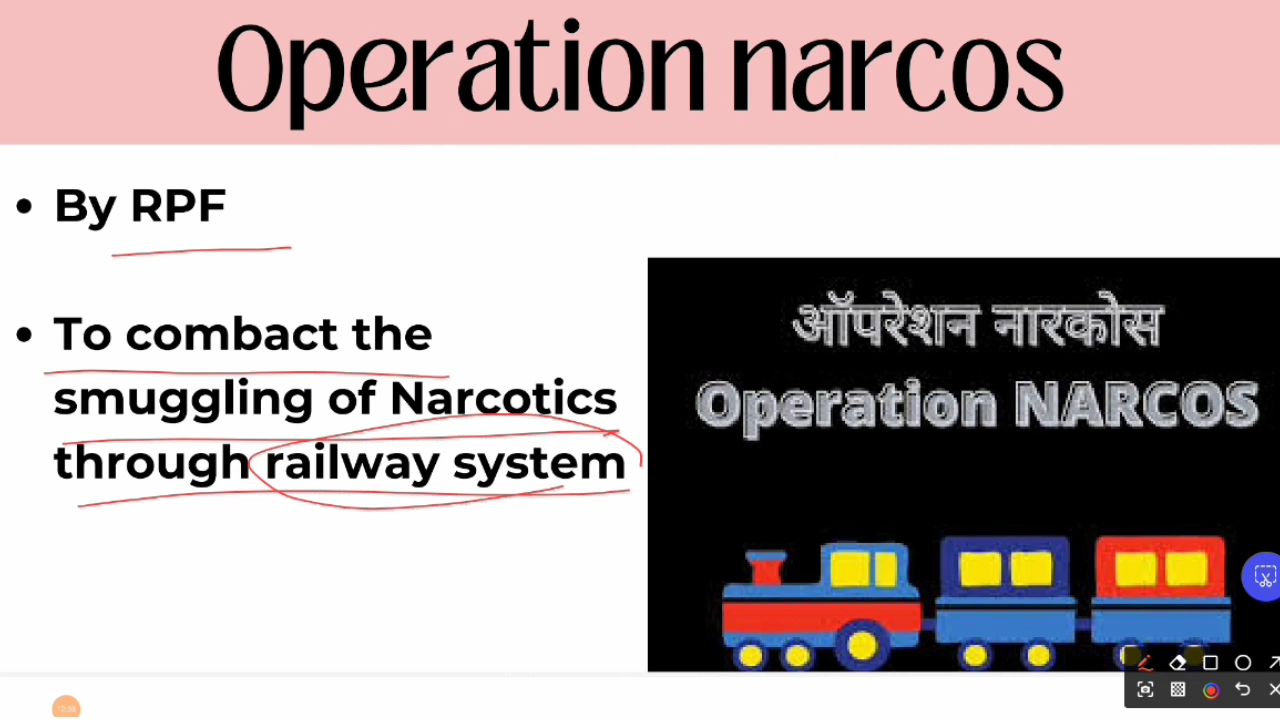 Operation narcos
• By RPF
• To combact the
smuggling of Narcotics
through railway system
ऑपरेशन नारकोस
Operation NARCOS